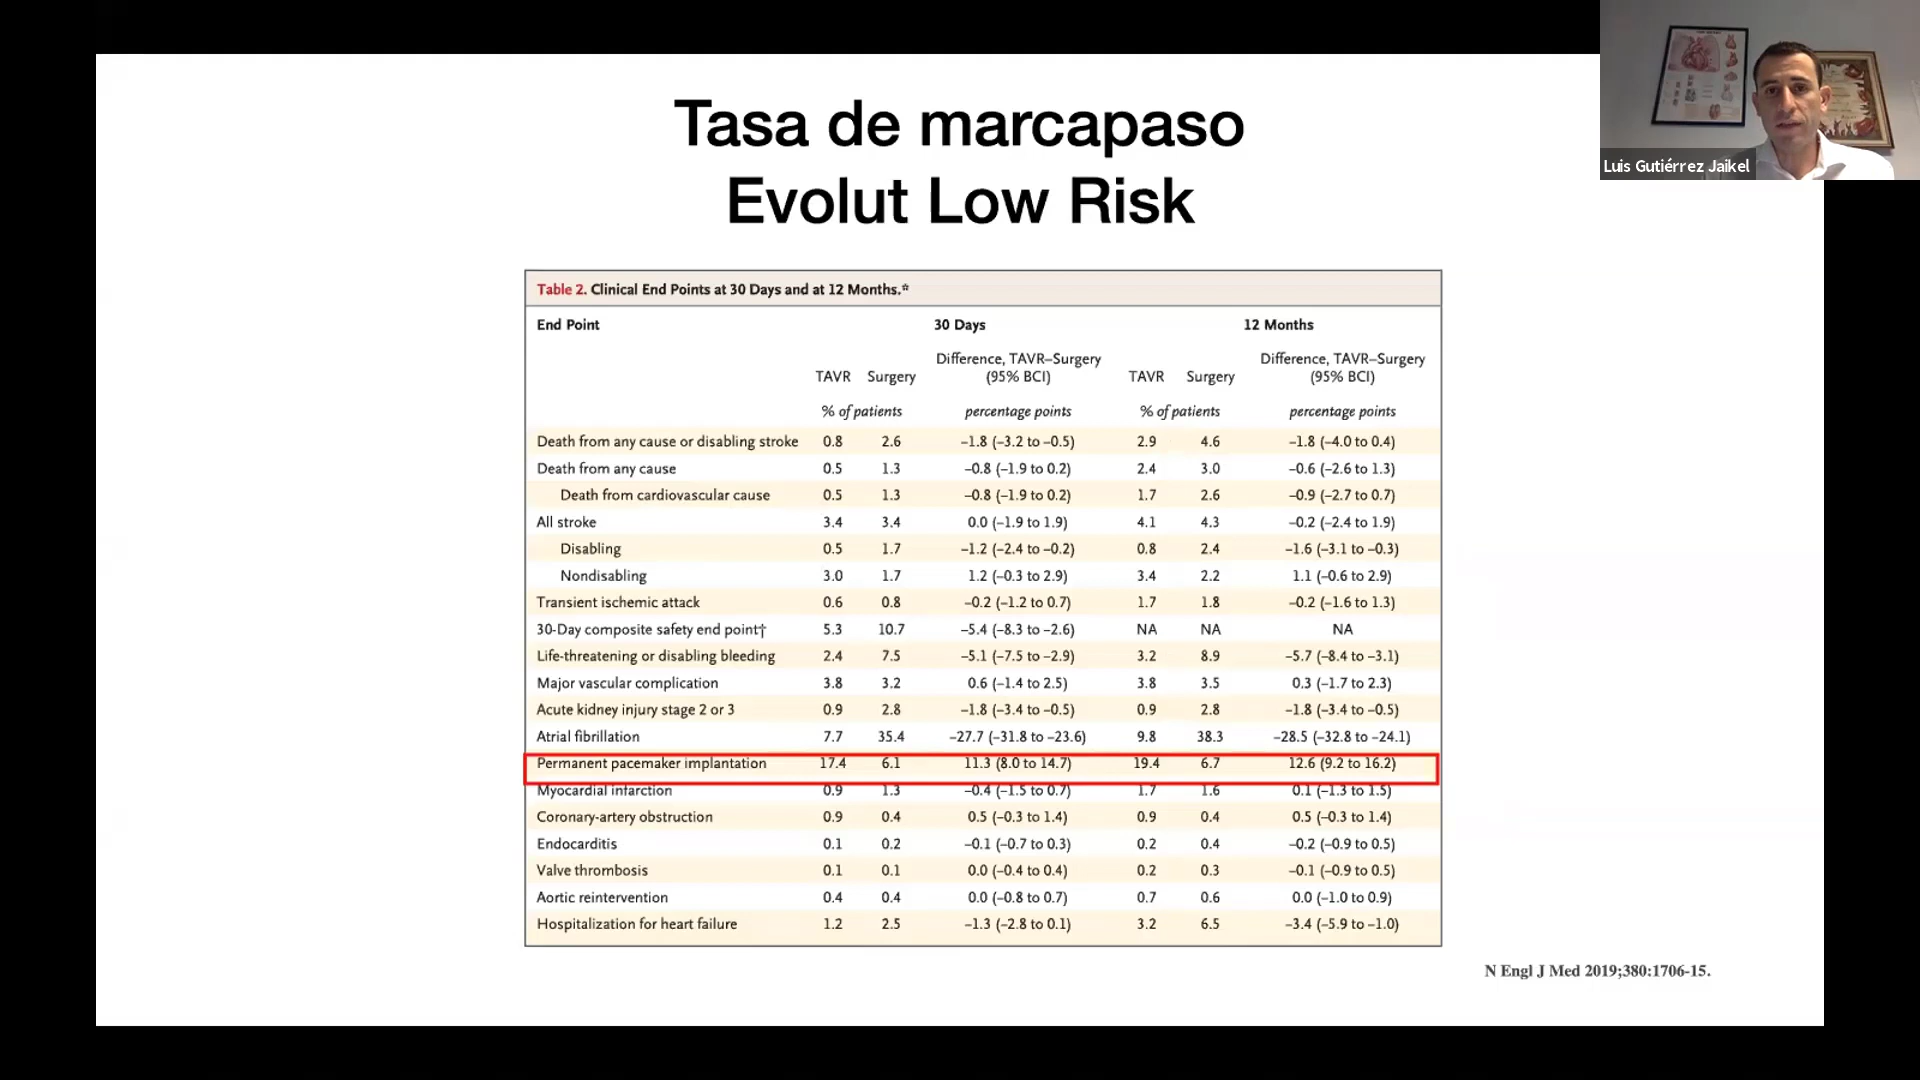 Tasa de marcapaso
Evolut Low Risk
Luis Gutiérrez Jaikel
Table 2. Clinical End Points at 30 Days and at 12 Months.*
End Point 30 Days 12 Months
TAVR Surgery Difference, TAVR–Surgery (95% BCI) TAVR Surgery Difference, TAVR–Surgery (95% BCI)
% of patients percentage points % of patients percentage points
Death from any cause or disabling stroke 0.8 2.6 –1.8 (–3.2 to –0.5) 2.9 4.6 –1.8 (–4.0 to 0.4)
Death from any cause 0.5 1.3 –0.8 (–1.9 to 0.2) 2.4 3.0 –0.6 (–2.6 to 1.3)
Death from cardiovascular cause 0.5 1.3 –0.8 (–1.9 to 0.2) 1.7 2.6 –0.9 (–2.7 to 0.7)
All stroke 3.4 3.4 0.0 (–1.9 to 1.9) 4.1 4.3 –0.2 (–2.4 to 1.9)
Disabling 0.5 1.7 –1.2 (–2.4 to –0.2) 0.8 2.4 –1.6 (–3.1 to –0.3)
Nondisabling 3.0 1.7 1.2 (–0.3 to 2.9) 3.4 2.2 1.1 (–0.6 to 2.9)
Transient ischemic attack 0.6 0.8 –0.2 (–1.2 to 0.7) 1.7 1.8 –0.2 (–1.6 to 1.3)
30-Day composite safety end point† 5.3 10.7 –5.4 (–8.3 to –2.6) NA NA NA
Life-threatening or disabling bleeding 2.4 7.5 –5.1 (–7.5 to –2.9) 3.2 8.9 –5.7 (–8.4 to –3.1)
Major vascular complication 3.8 3.2 0.6 (–1.4 to 2.5) 3.8 3.5 0.3 (–1.7 to 2.3)
Acute kidney injury stage 2 or 3 0.9 2.8 –1.8 (–3.4 to –0.5) 0.9 2.8 –1.8 (–3.4 to –0.5)
Atrial fibrillation 7.7 35.4 –27.7 (–31.8 to –23.6) 9.8 38.3 –28.5 (–32.8 to –24.1)
Permanent pacemaker implantation 17.4 6.1 11.3 (8.0 to 14.7) 19.4 6.7 12.6 (9.2 to 16.2)
Myocardial infarction 0.9 1.3 –0.4 (–1.5 to 0.7) 1.7 1.6 0.1 (–1.3 to 1.5)
Coronary-artery obstruction 0.9 0.4 0.5 (–0.3 to 1.4) 0.9 0.4 0.5 (–0.3 to 1.4)
Endocarditis 0.1 0.2 –0.1 (–0.7 to 0.3) 0.2 0.4 –0.2 (–0.9 to 0.5)
Valve thrombosis 0.1 0.1 0.0 (–0.4 to 0.4) 0.2 0.3 –0.1 (–0.9 to 0.5)
Aortic reintervention 0.4 0.4 0.0 (–0.8 to 0.7) 0.7 0.6 0.0 (–1.0 to 0.9)
Hospitalization for heart failure 1.2 2.5 –1.3 (–2.8 to 0.1) 3.2 6.5 –3.4 (–5.9 to –1.0)
N Engl J Med 2019;380:1706-15.